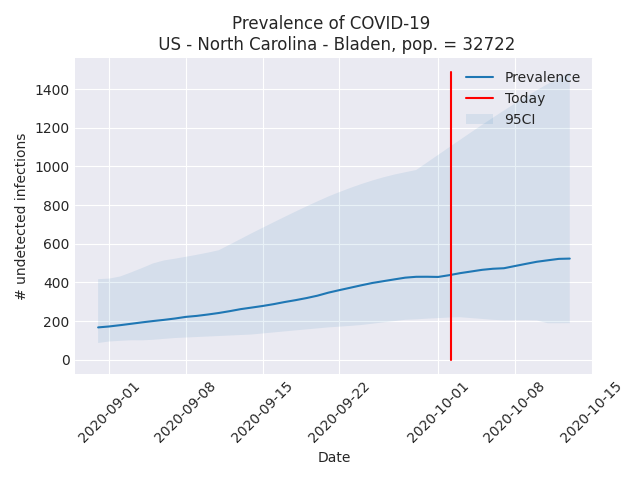 Prevalence of COVID-19
US - North Carolina - Bladen, pop. = 32722
Prevalence
Today
95CI
1400
1200
1000
800
600
400
200
0
# undetected infections
2020-09-01
2020-09-08
2020-09-15
2020-09-22
2020-10-01
2020-10-08
2020-10-15
Date